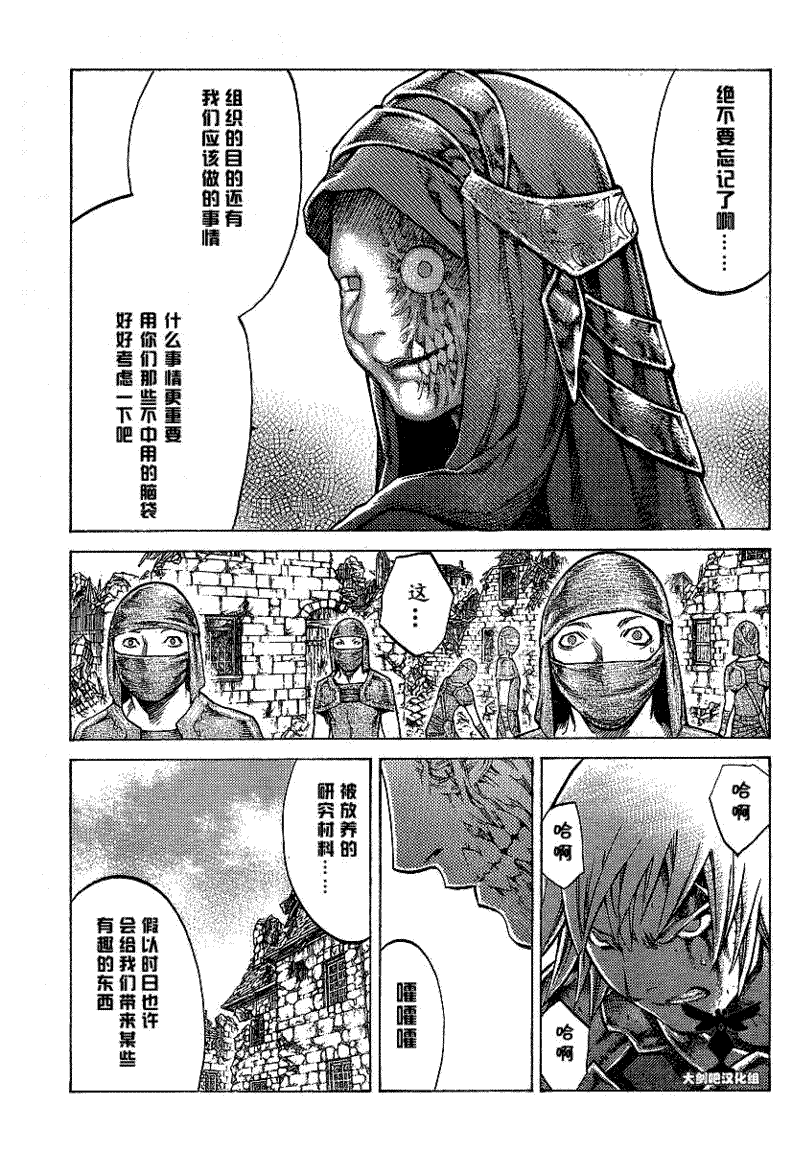 绝不要忘记了啊……
组织的目的还有
我们应该做的事情
什么事情更重要
用你们那些不中用的脑袋
好好考虑一下吧
这…
哈啊
哈啊
哈啊
嚯嚯嚯
被放养的
研究材料……
假以时日也许
会给我们带来某些
有趣的东西
大剑吧汉化组